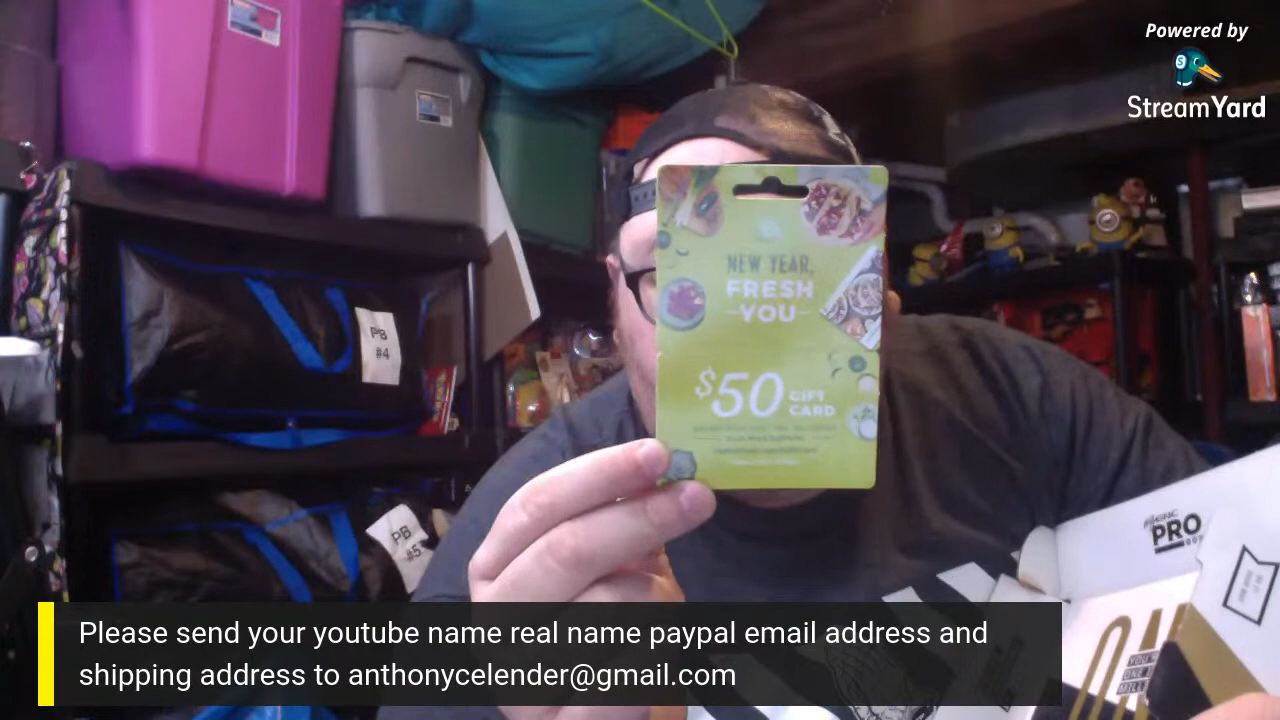 Powered by
StreamYard
PB
#4
NEW YEAR,
FRESH
YOU
$50 GIFT
CARD
PB
#5
PRO
Please send your youtube name real name paypal email address and
shipping address to anthonycelender@gmail.com